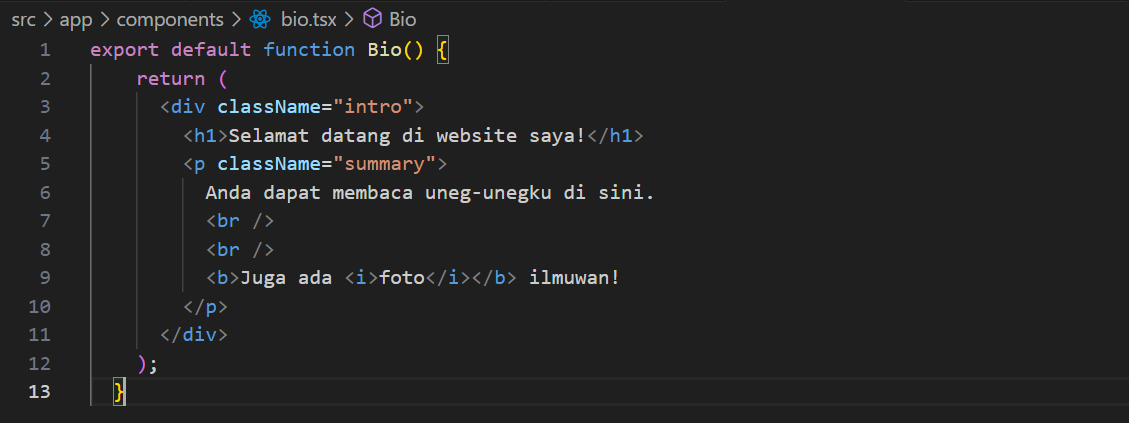 src > app > components > bio.tsx > Bio
1 export default function Bio() {
2     return (
3       <div className="intro">
4         <h1>Selamat datang di website saya!</h1>
5         <p className="summary">
6           Anda dapat membaca uneg-unegku di sini.
7           <br />
8           <br />
9           <b>Juga ada <i>foto</i></b> ilmuwan!
10         </p>
11       </div>
12     );
13   }